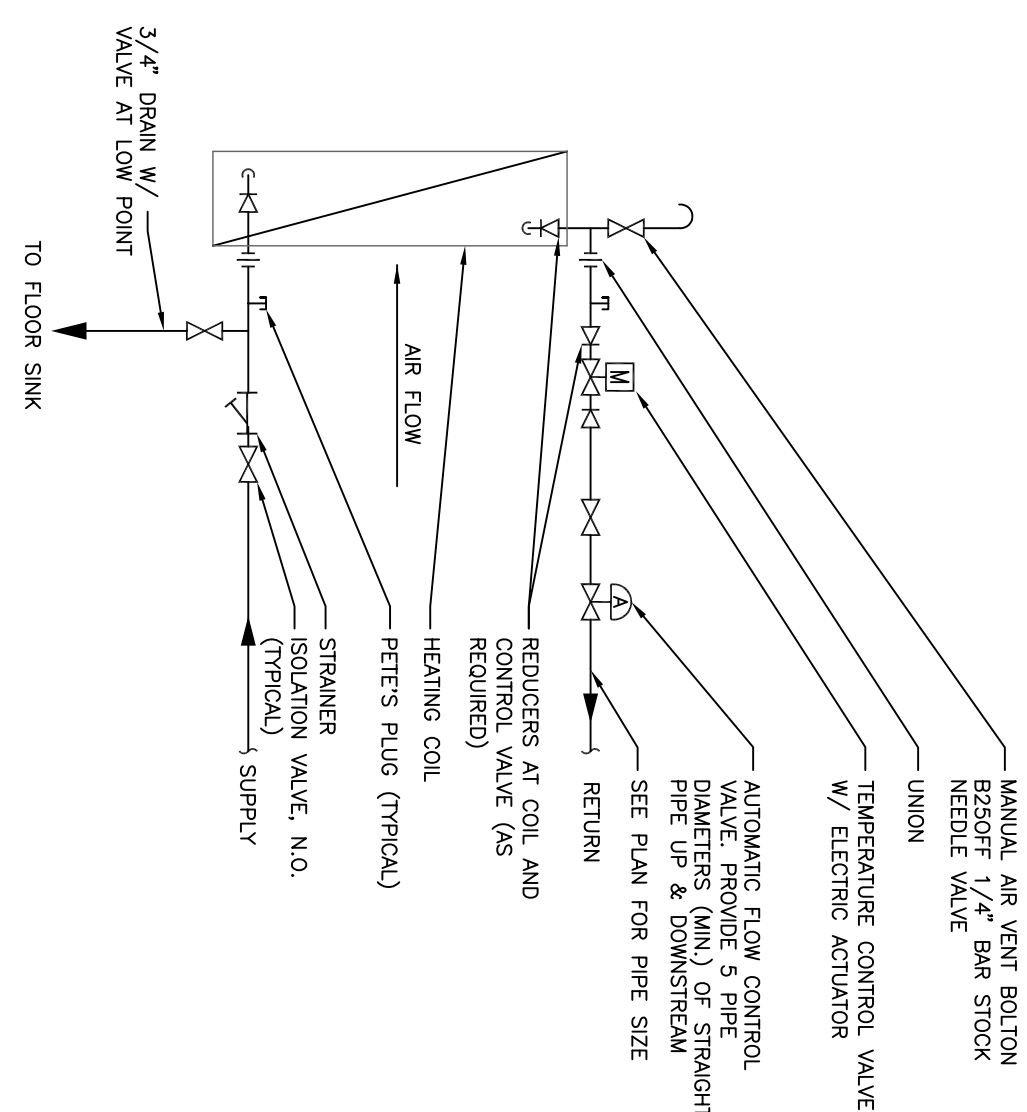 MANUAL AIR VENT BOLTON
B250FF 1/4" BAR STOCK
NEEDLE VALVE
UNION
TEMPERATURE CONTROL VALVE
W/ ELECTRIC ACTUATOR
AUTOMATIC FLOW CONTROL
VALVE. PROVIDE 5 PIPE
DIAMETERS (MIN.) OF STRAIGHT
PIPE UP & DOWNSTREAM
SEE PLAN FOR PIPE SIZE
RETURN
M
A
REDUCERS AT COIL AND
CONTROL VALVE (AS
REQUIRED)
HEATING COIL
AIR FLOW
PETE'S PLUG (TYPICAL)
STRAINER
ISOLATION VALVE, N.O.
(TYPICAL)
SUPPLY
3/4" DRAIN W/
VALVE AT LOW POINT
TO FLOOR SINK